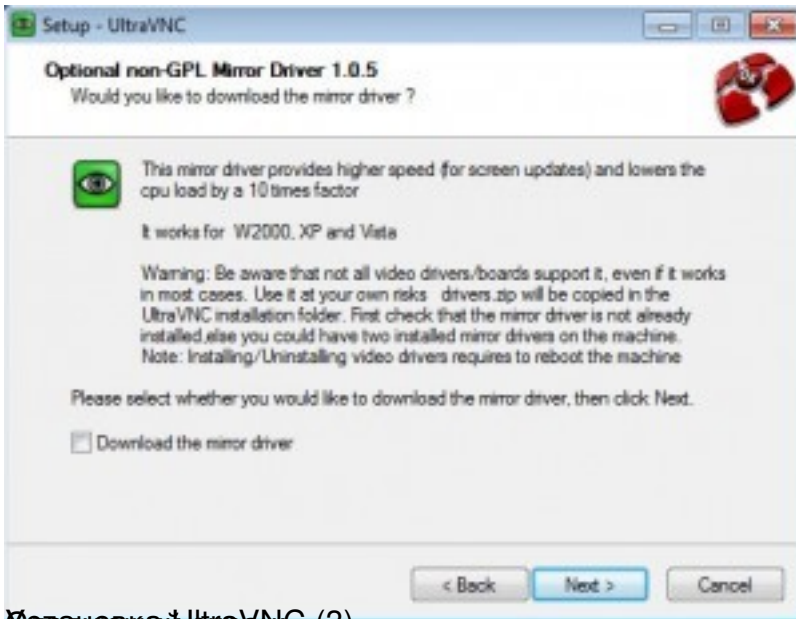 Setup - UltraVNC
Optional non-GPL Mirror Driver 1.0.5
Would you like to download the mirror driver ?
This mirror driver provides higher speed (for screen updates) and lowers the
cpu load by a 10 times factor
It works for W2000, XP and Vista
Warning: Be aware that not all video drivers/boards support it, even if it works
in most cases. Use it at your own risks drivers.zip will be copied in the
UltraVNC installation folder. First check that the mirror driver is not already
installed,else you could have two installed mirror drivers on the machine.
Note: Installing/Uninstalling video drivers requires to reboot the machine
Please select whether you would like to download the mirror driver, then click Next.
Download the mirror driver
< Back
Next >
Cancel
UltraVNC (2)